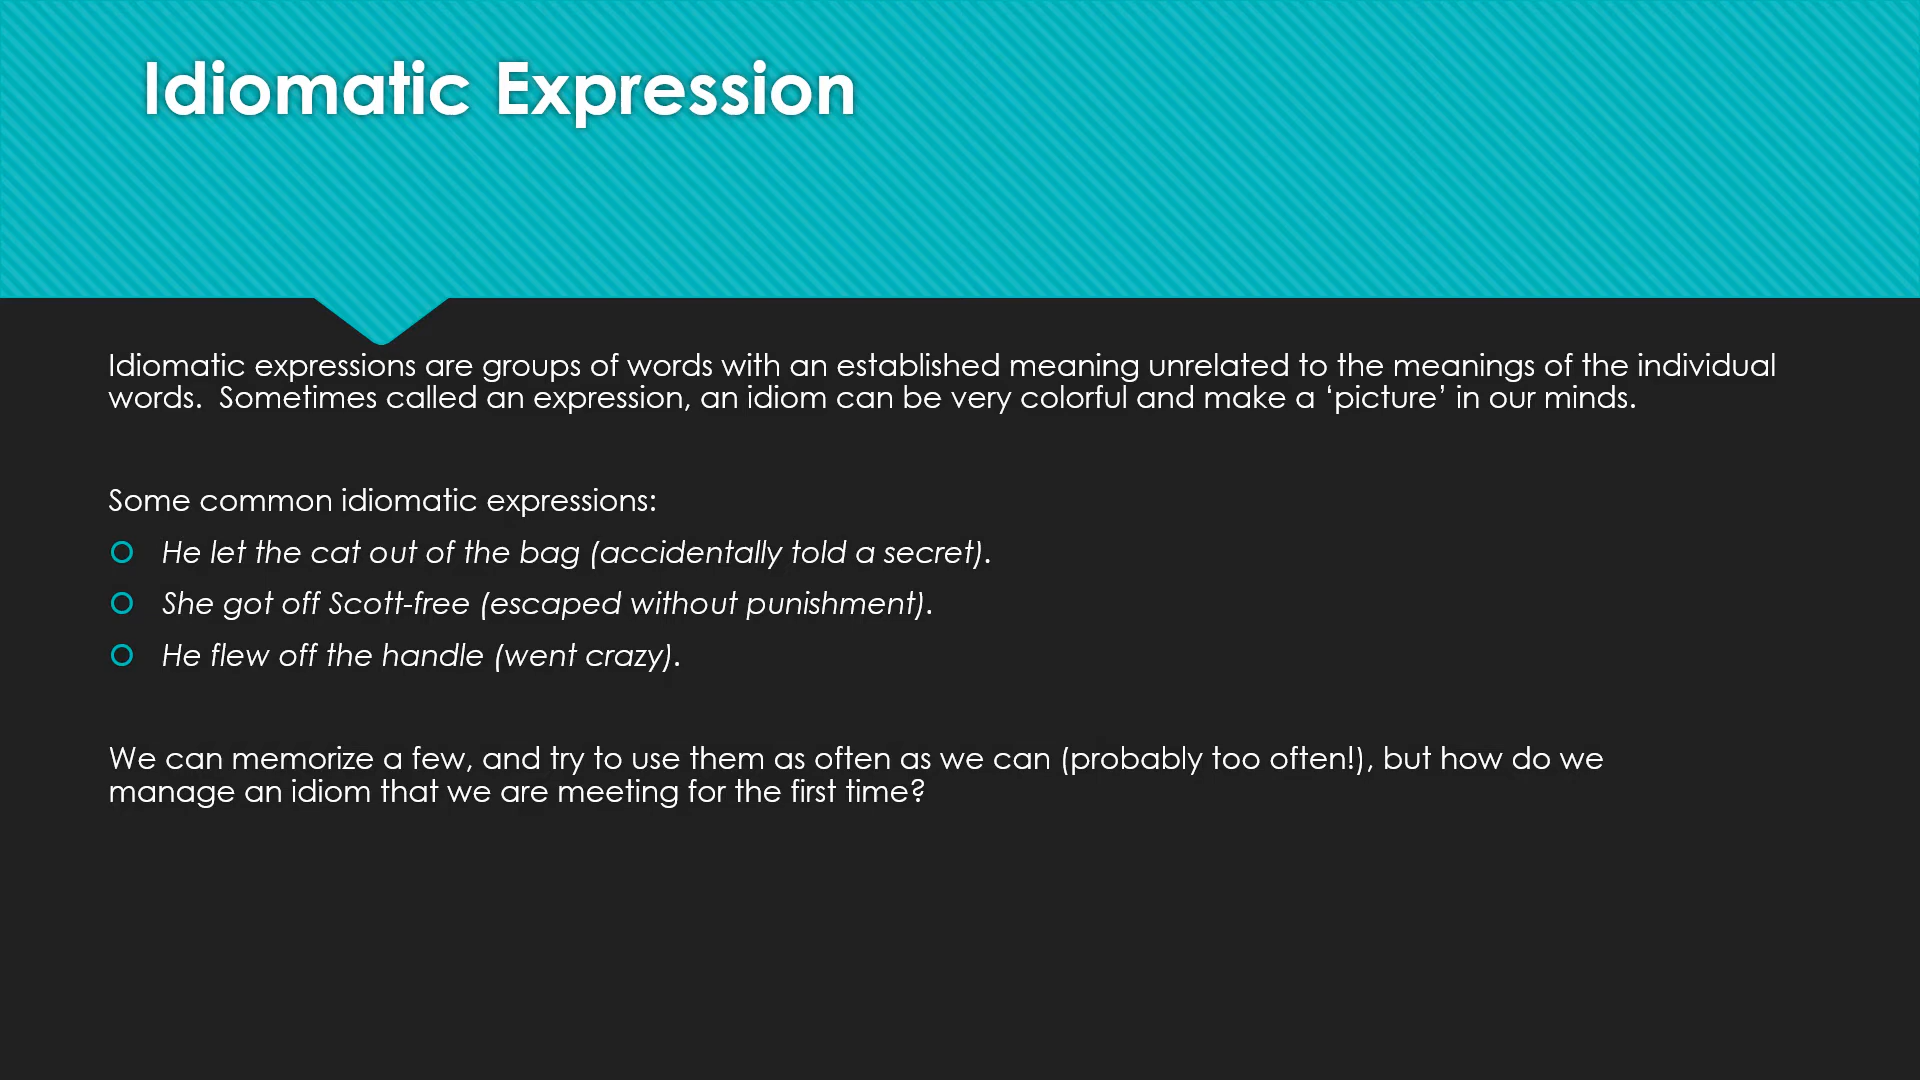 Idiomatic Expression
Idiomatic expressions are groups of words with an established meaning unrelated to the meanings of the individual
words.  Sometimes called an expression, an idiom can be very colorful and make a ‘picture’ in our minds.
Some common idiomatic expressions:
He let the cat out of the bag (accidentally told a secret).
She got off Scott-free (escaped without punishment).
He flew off the handle (went crazy).
We can memorize a few, and try to use them as often as we can (probably too often!), but how do we
manage an idiom that we are meeting for the first time?